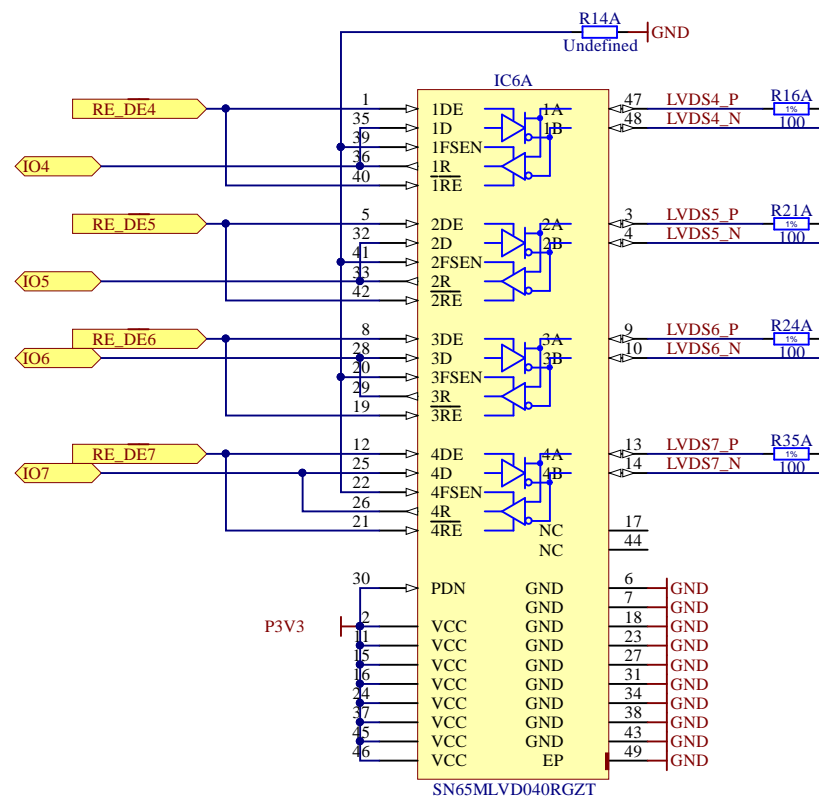 R14A
GND
Undefined
IC6A
RE_DE4 1 1DE 1A 47 LVDS4_P R16A
35 1D 1B 48 LVDS4_N 1% 100
39 1FSEN
IO4 36 1R
40 1RE
RE_DE5 5 2DE 2A 3 LVDS5_P R21A
32 2D 2B 4 LVDS5_N 1% 100
41 2FSEN
IO5 33 2R
42 2RE
RE_DE6 8 3DE 3A 9 LVDS6_P R24A
IO6 28 3D 3B 10 LVDS6_N 1% 100
20 3FSEN
29 3R
19 3RE
RE_DE7 12 4DE 4A 13 LVDS7_P R35A
IO7 25 4D 4B 14 LVDS7_N 1% 100
22 4FSEN
26 4R
21 4RE NC 17
NC 44
30 PDN GND 6 GND
GND 7 GND
P3V3 2 VCC GND 18 GND
11 VCC GND 23 GND
15 VCC GND 27 GND
16 VCC GND 31 GND
24 VCC GND 34 GND
37 VCC GND 38 GND
45 VCC GND 43 GND
46 VCC EP 49 GND
SN65MLVD040RGZT